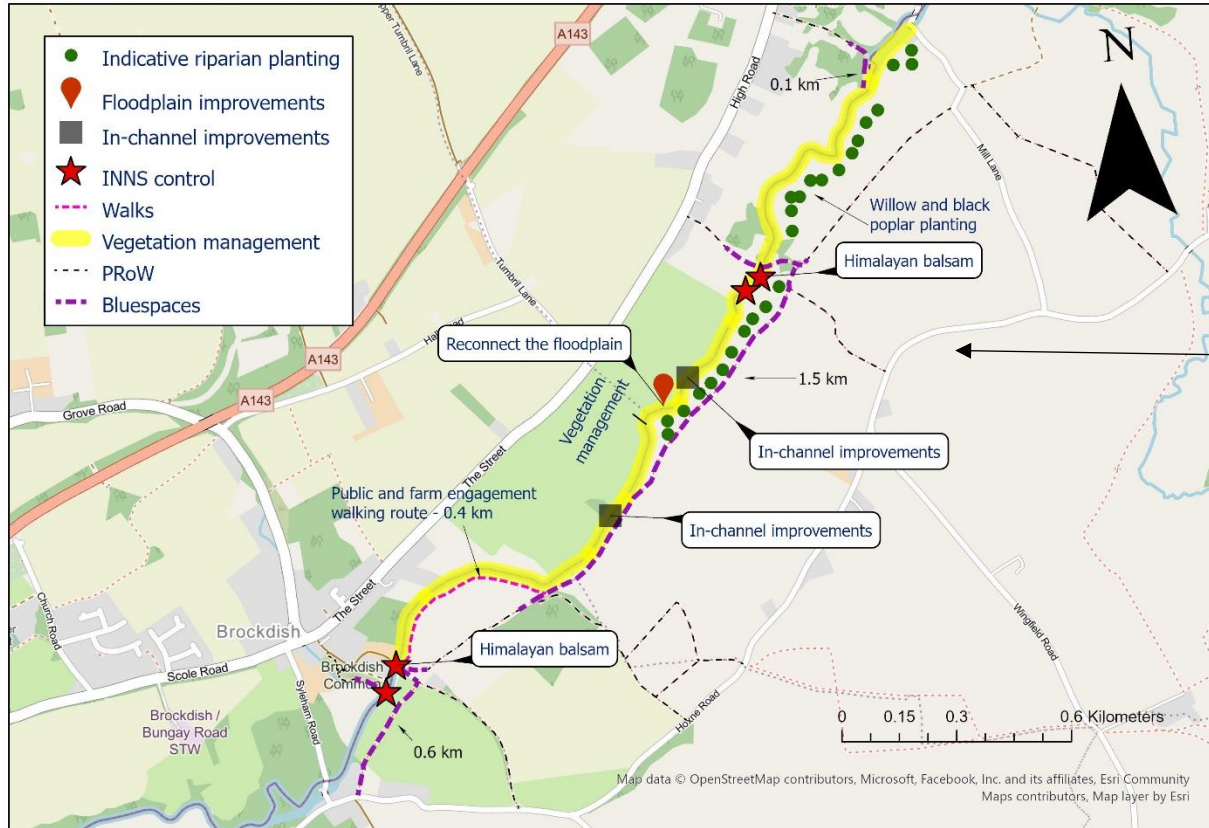 Indicative riparian planting
Floodplain improvements
In-channel improvements
INNS control
Walks
Vegetation management
PRoW
Bluespaces
A143
Tumbril Lane
High Road
0.1 km
N
Mill Lane
Willow and black
poplar planting
Himalayan balsam
Tumbril Lane
Reconnect the floodplain
A143
A143
Grove Road
1.5 km
Vegetation
management
In-channel improvements
The Street
Public and farm engagement
walking route - 0.4 km
In-channel improvements
Church Road
The Street
Brockdish
Wingfield Road
Himalayan balsam
Scole Road
Brockdish
Common
Syleham Road
Hoxne Road
Brockdish /
Bungay Road
STW
0.6 km
0 0.15 0.3 0.6 Kilometers
Map data © OpenStreetMap contributors, Microsoft, Facebook, Inc. and its affiliates, Esri Community
Maps contributors, Map layer by Esri